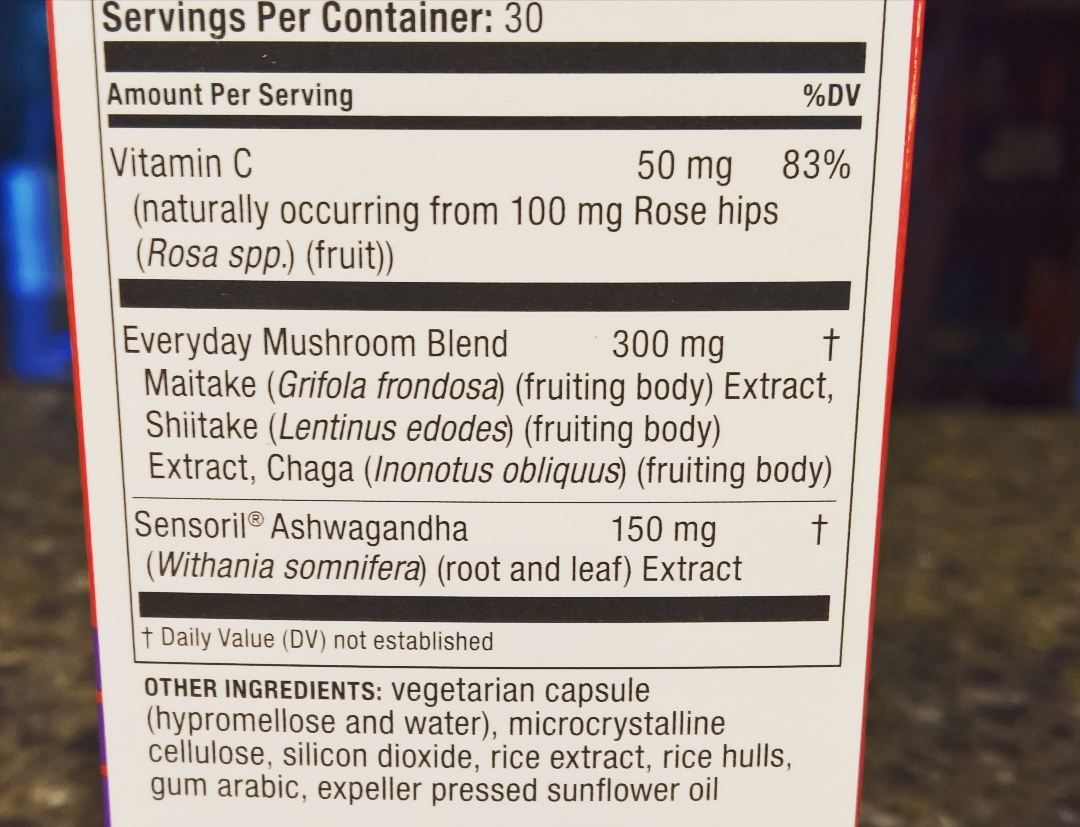 Servings Per Container: 30
Amount Per Serving %DV
Vitamin C 50 mg 83%
(naturally occurring from 100 mg Rose hips
(Rosa spp.) (fruit))
Everyday Mushroom Blend 300 mg †
Maitake (Grifola frondosa) (fruiting body) Extract,
Shiitake (Lentinus edodes) (fruiting body)
Extract, Chaga (Inonotus obliquus) (fruiting body)
Sensoril® Ashwagandha 150 mg †
(Withania somnifera) (root and leaf) Extract
† Daily Value (DV) not established
OTHER INGREDIENTS: vegetarian capsule
(hypromellose and water), microcrystalline
cellulose, silicon dioxide, rice extract, rice hulls,
gum arabic, expeller pressed sunflower oil